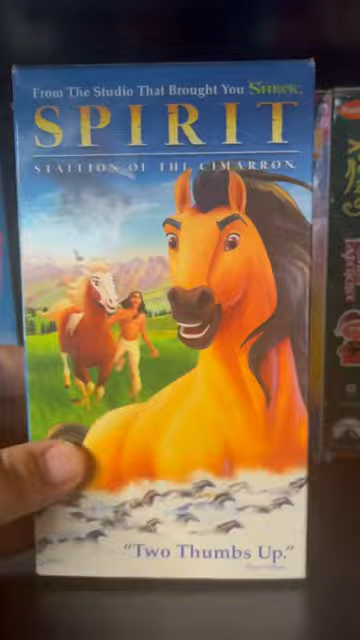 From The Studio That Brought You SHREK
SPIRIT
STALLION OF THE CIMARRON
"Two Thumbs Up."